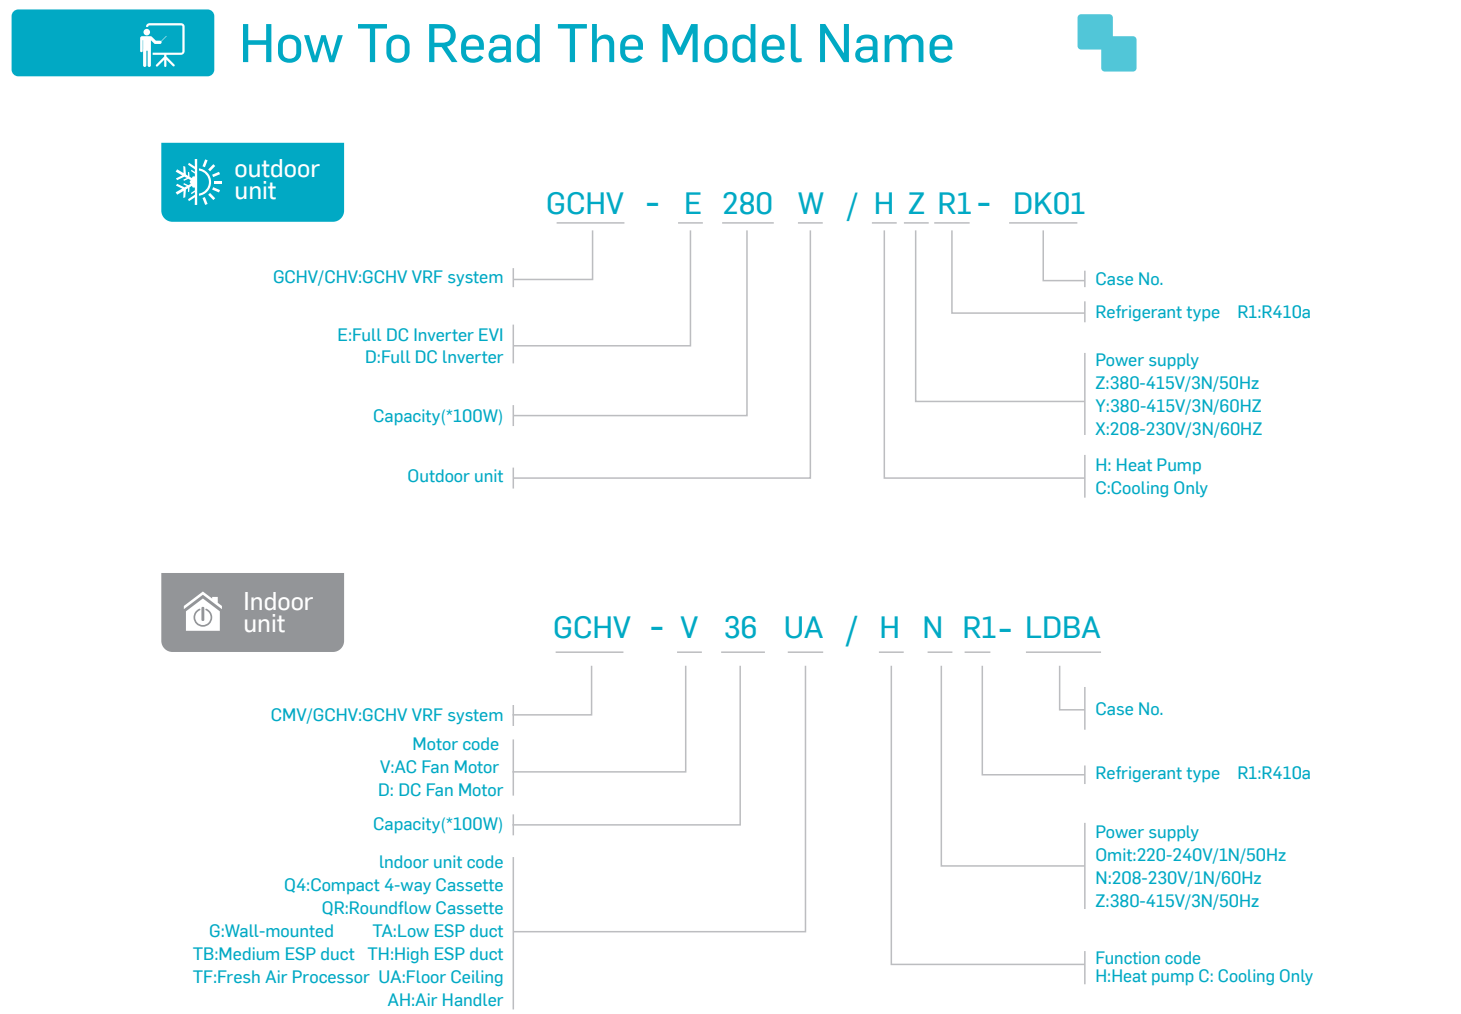 How To Read The Model Name
outdoor
unit
GCHV - E 280 W / H Z R1 - DK01
GCHV/CHV:GCHV VRF system
E:Full DC Inverter EVI
D:Full DC lnverter
Capacity(*100W)
Outdoor unit
Case No.
Refrigerant type R1:R410a
Power supply
Z:380-415V/3N/50Hz
Y:380-415V/3N/60HZ
X:208-230V/3N/60HZ
H: Heat Pump
C:Cooling Only
Indoor
unit
GCHV - V 36 UA / H N R1- LDBA
CMV/GCHV:GCHV VRF system
Motor code
V:AC Fan Motor
D: DC Fan Motor
Capacity(*100W)
lndoor unit code
Q4:Compact 4-way Cassette
QR:Roundflow Cassette
G:Wall-mounted TA:Low ESP duct
TB:Medium ESP duct TH:High ESP duct
TF:Fresh Air Processor UA:Floor Ceiling
AH:Air Handler
Case No.
Refrigerant type R1:R410a
Power supply
Omit:220-240V/1N/50Hz
N:208-230V/1N/60Hz
Z:380-415V/3N/50Hz
Function code
H:Heat pump C: Cooling Only